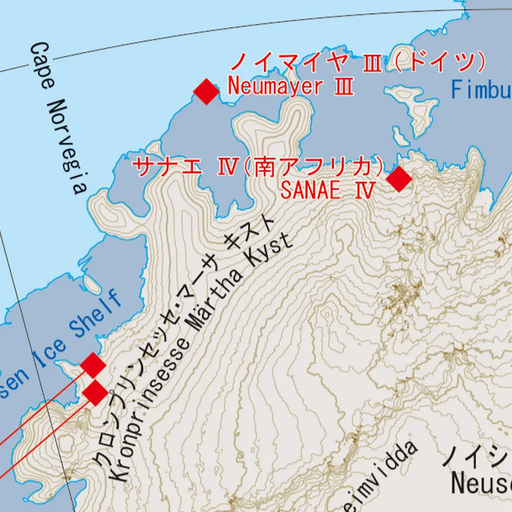 ノイマイヤ Ⅲ(ドイツ)
Neumayer Ⅲ
Fimbu
Cape Norvegia
サナエ Ⅳ(南アフリカ)
SANAE Ⅳ
クロンプリンセッセ・マーサ キスト
Kronprinsesse Märtha Kyst
sen Ice Shelf
ノイシ
Neusc
eimvidda